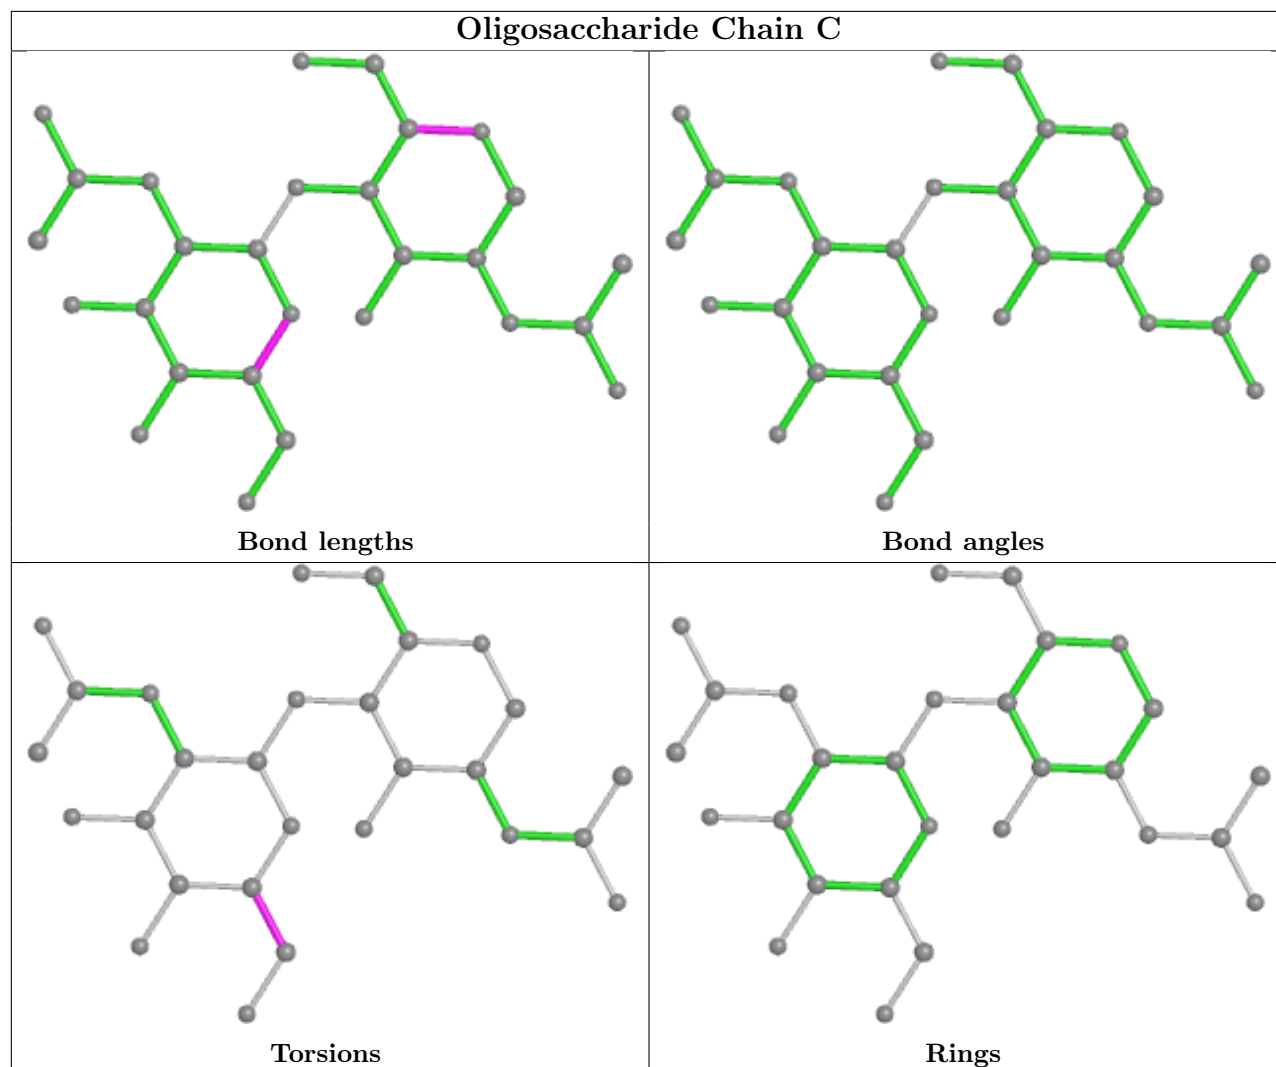 Oligosaccharide Chain C
Bond lengths
Bond angles
Torsions
Rings